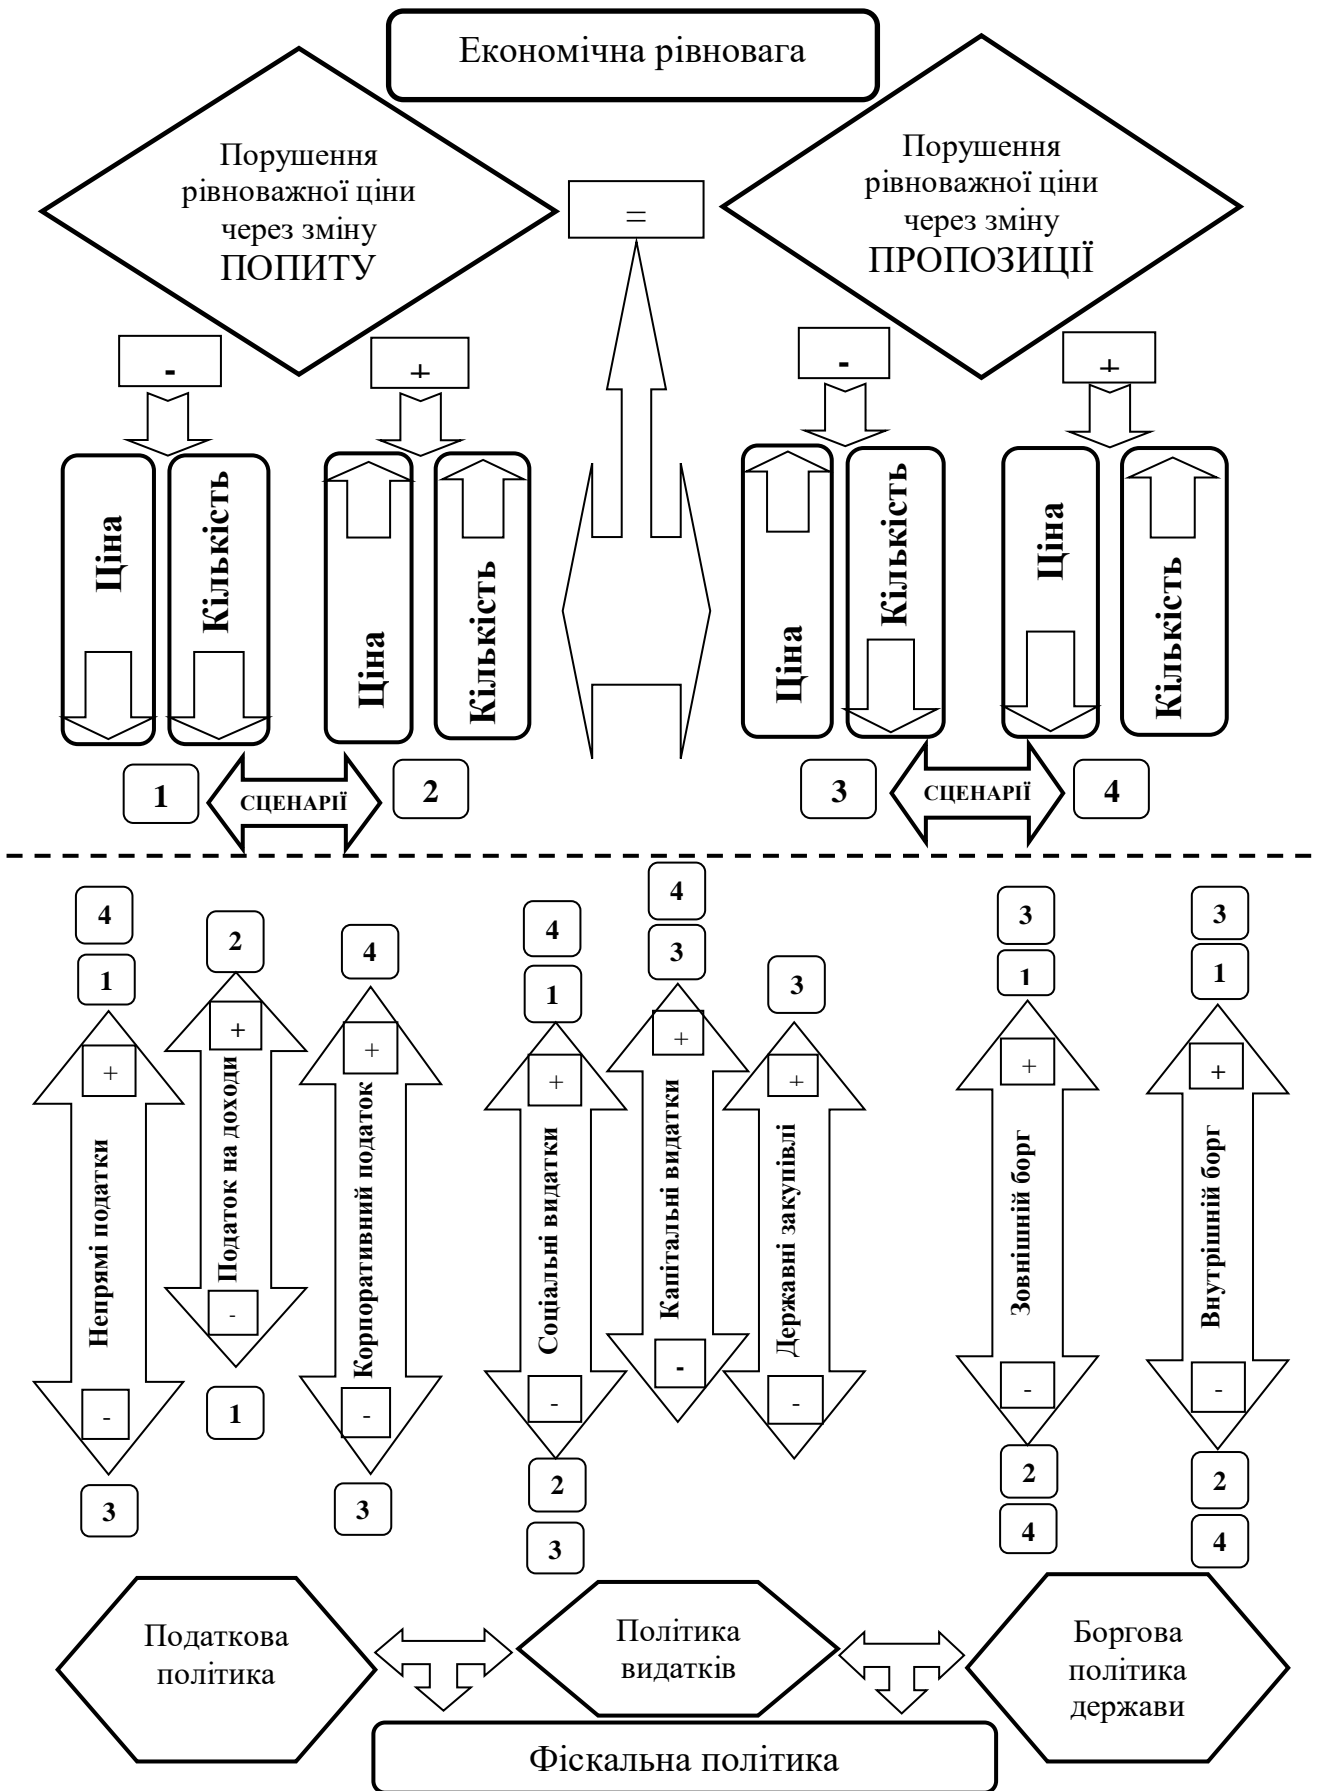 Економічна рівновага
Порушення
рівноважної ціни
через зміну
ПОПИТУ
=
Порушення
рівноважної ціни
через зміну
ПРОПОЗИЦІЇ
-
+
-
+
Ціна
Кількість
Ціна
Кількість
Ціна
Кількість
Ціна
Кількість
1
СЦЕНАРІЇ
2
3
СЦЕНАРІЇ
4
4
1
+
Непрямі податки
-
3
2
+
Податок на доходи
-
1
4
+
Корпоративний податок
-
3
4
1
+
Соціальні видатки
-
2
3
4
3
+
Капітальні видатки
-
3
+
Державні закупівлі
-
3
1
+
Зовнішній борг
-
2
4
3
1
+
Внутрішній борг
-
2
4
Податкова
політика
Політика
видатків
Боргова
політика
держави
Фіскальна політика